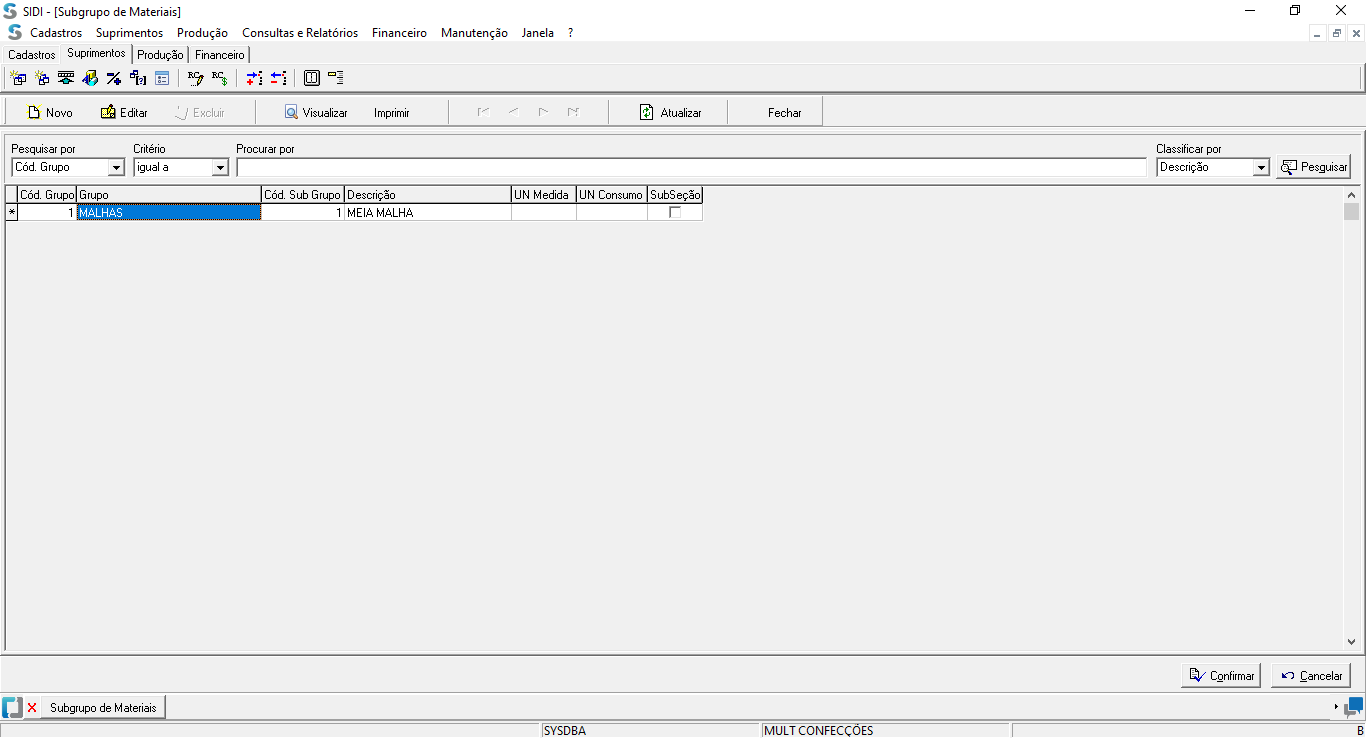 SIDI - [Subgrupo de Materiais]
Cadastros Suprimentos Produção Consultas e Relatórios Financeiro Manutenção Janela ?
Cadastros Suprimentos Produção Financeiro
Novo Editar Excluir Visualizar Imprimir Atualizar Fechar
Pesquisar por Critério Procurar por Classificar por
Cód. Grupo igual a Descrição Pesquisar
Cód. Grupo Grupo Cód. Sub Grupo Descrição UN Medida UN Consumo SubSeção
* 1 MALHAS 1 MEIA MALHA
Confirmar Cancelar
Subgrupo de Materiais
SYSDBA MULT CONFECÇÕES B